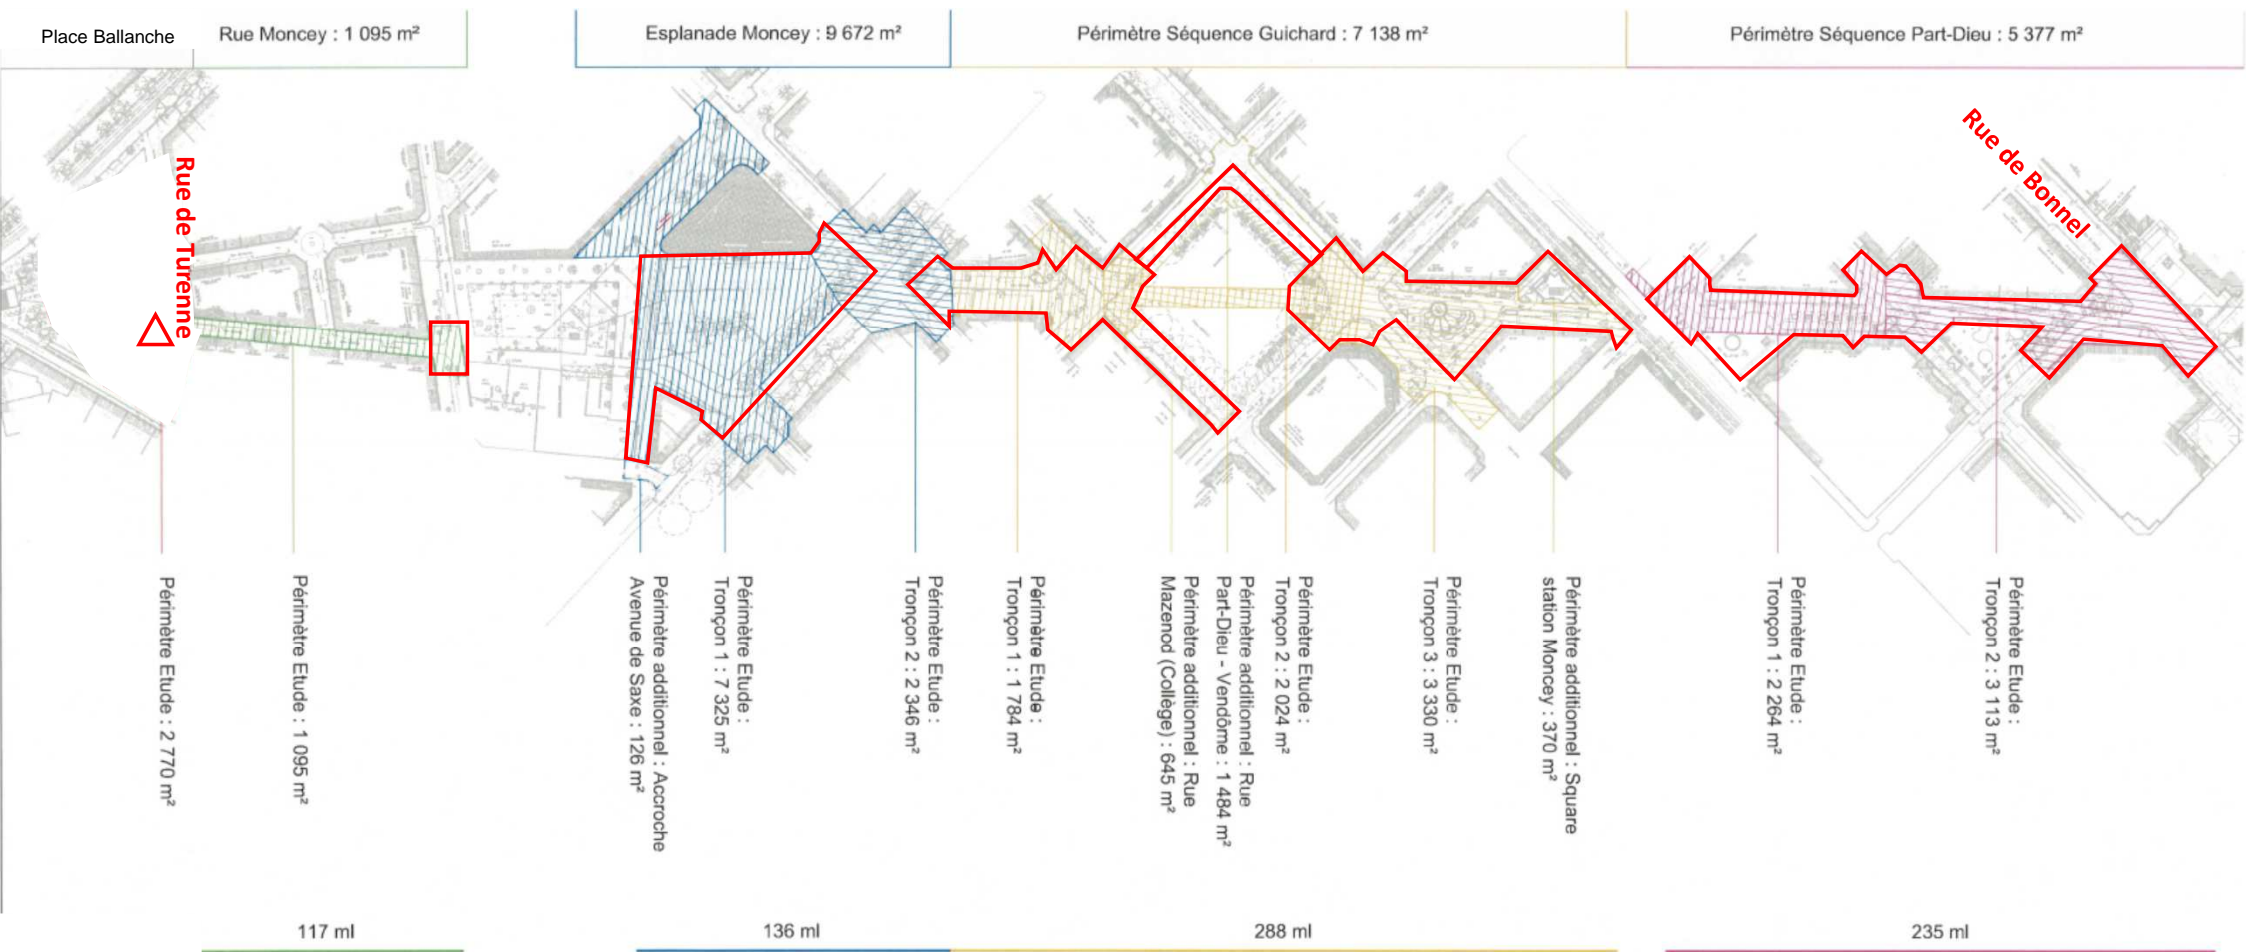 Place Ballanche
Rue Moncey : 1 095 m²
Esplanade Moncey : 9 672 m²
Périmètre Séquence Guichard : 7 138 m²
Périmètre Séquence Part-Dieu : 5 377 m²
Rue de Turenne
Rue de Bonnel
Périmètre Etude : 2 770 m²
Périmètre Etude : 1 095 m²
Périmètre additionnel : Accroche
Avenue de Saxe : 126 m²
Périmètre Etude :
Tronçon 1 : 7 325 m²
Périmètre Etude :
Tronçon 2 : 2 346 m²
Périmètre Etude :
Tronçon 1 : 1 784 m²
Périmètre additionnel : Rue
Mazenod (Collège) : 645 m²
Périmètre additionnel : Rue
Part-Dieu - Vendôme : 1 484 m²
Périmètre Etude :
Tronçon 2 : 2 024 m²
Périmètre Etude :
Tronçon 3 : 3 330 m²
Périmètre additionnel : Square
station Moncey : 370 m²
Périmètre Etude :
Tronçon 1 : 2 264 m²
Périmètre Etude :
Tronçon 2 : 3 113 m²
117 ml
136 ml
288 ml
235 ml